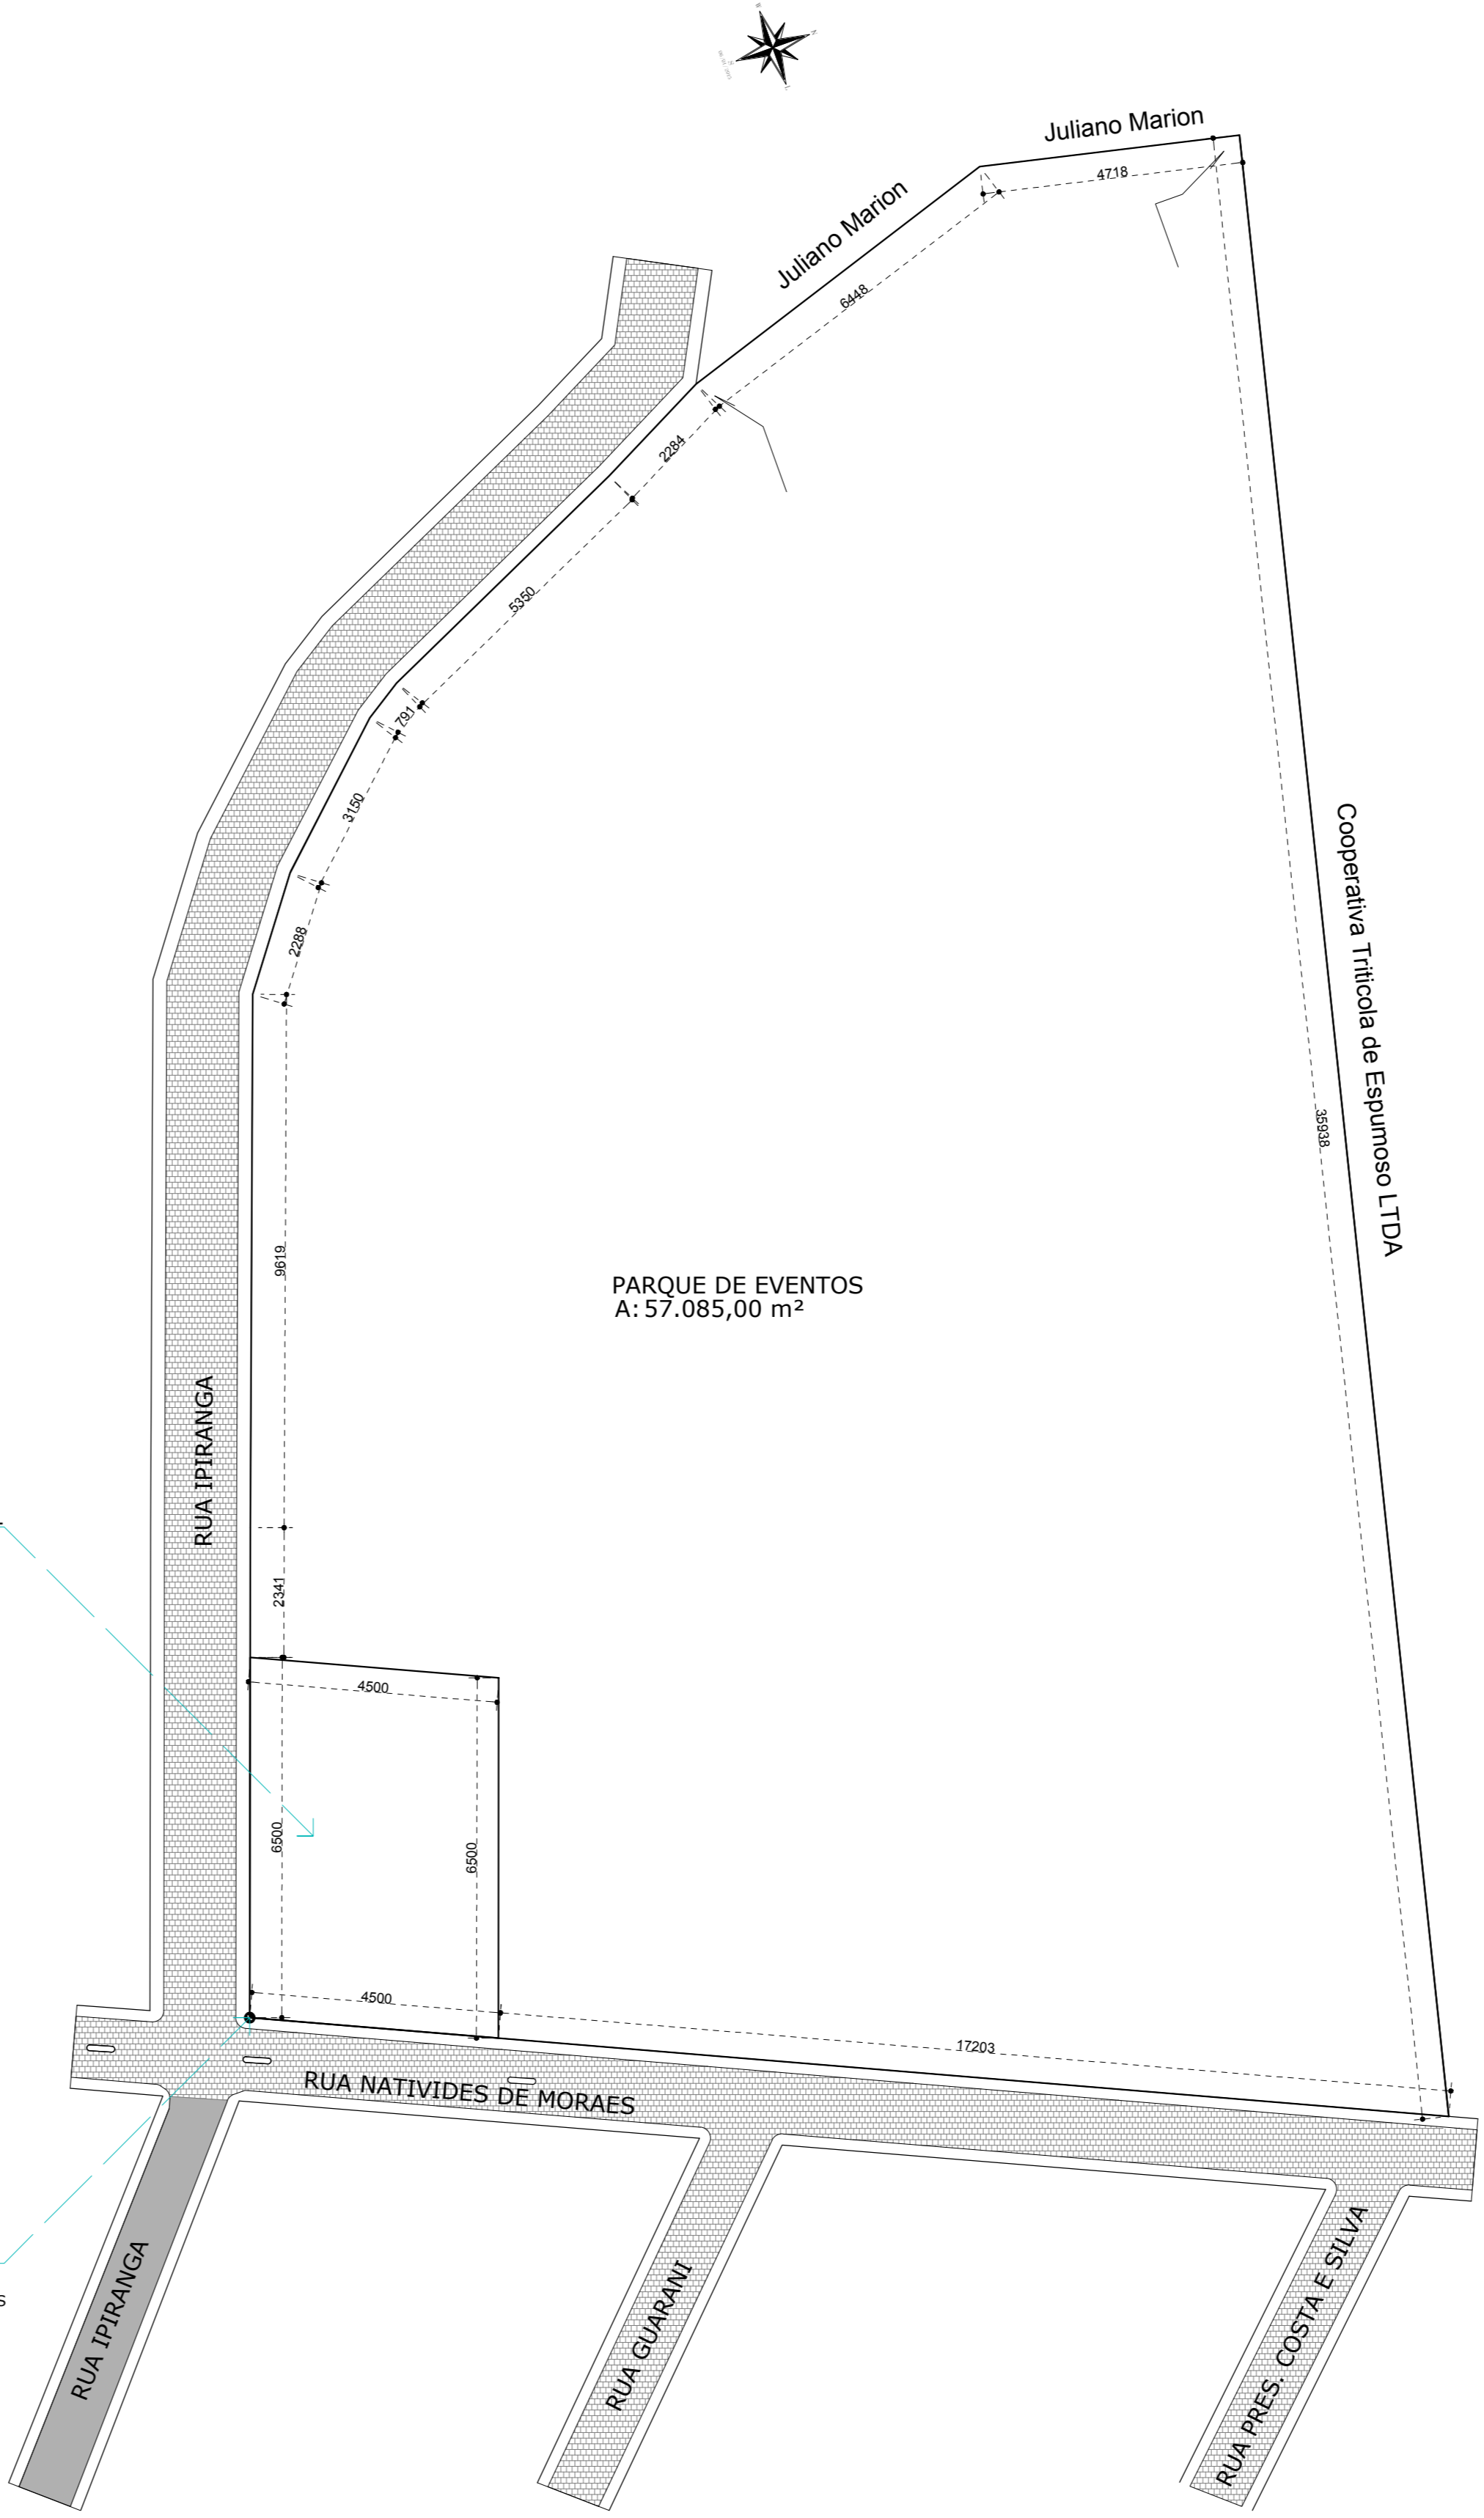 Juliano Marion
4718
Juliano Marion
6448
2284
5350
791
3150
2288
Cooperativa Triticola de Espumoso LTDA
35938
9619
PARQUE DE EVENTOS
A: 57.085,00 m²
RUA IPIRANGA
2341
4500
6500
6500
4500
17203
RUA NATIVIDES DE MORAES
RUA IPIRANGA
RUA GUARANI
RUA PRES. COSTA E SILVA
s